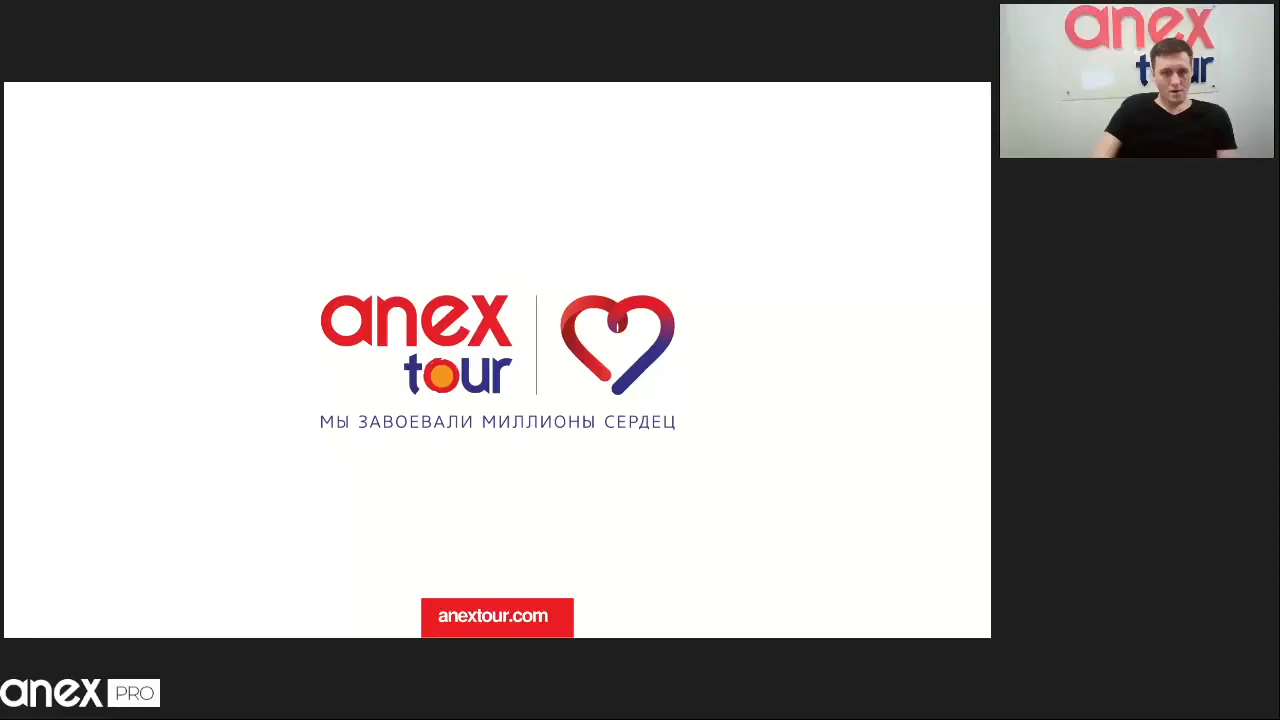 anex
tour
anex
tour
МЫ ЗАВОЕВАЛИ МИЛЛИОНЫ СЕРДЕЦ
anextour.com
anex PRO